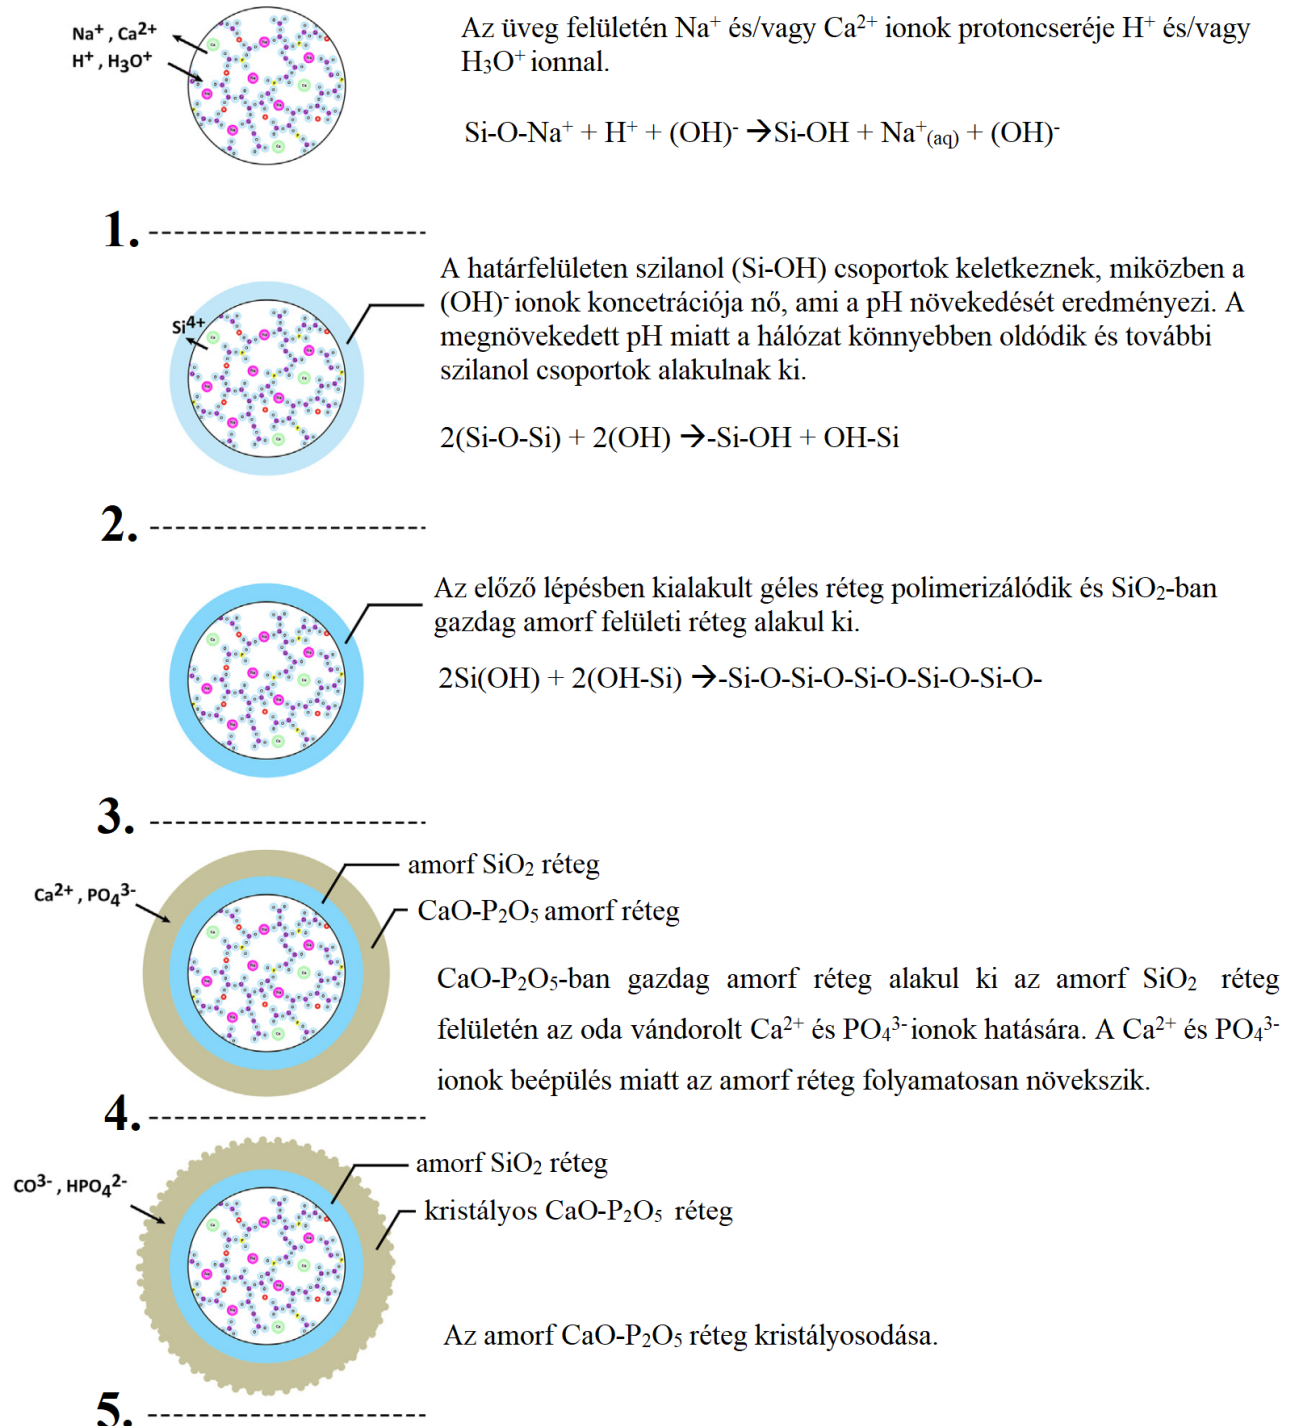 Na⁺ , Ca²⁺
H⁺ , H₃O⁺
Az üveg felületén Na⁺ és/vagy Ca²⁺ ionok protoncseréje H⁺ és/vagy
H₃O⁺ ionnal.
Si-O-Na⁺ + H⁺ + (OH)⁻ →Si-OH + Na⁺₍aq₎ + (OH)⁻
1.
Si⁴⁺
A határfelületen szilanol (Si-OH) csoportok keletkeznek, miközben a
(OH)⁻ ionok koncetrációja nő, ami a pH növekedését eredményezi. A
megnövekedett pH miatt a hálózat könnyebben oldódik és további
szilanol csoportok alakulnak ki.
2(Si-O-Si) + 2(OH) →-Si-OH + OH-Si
2.
Az előző lépésben kialakult géles réteg polimerizálódik és SiO₂-ban
gazdag amorf felületi réteg alakul ki.
2Si(OH) + 2(OH-Si) →-Si-O-Si-O-Si-O-Si-O-Si-O-
3.
amorf SiO₂ réteg
Ca²⁺ , PO₄³⁻
CaO-P₂O₅ amorf réteg
CaO-P₂O₅-ban gazdag amorf réteg alakul ki az amorf SiO₂ réteg
felületén az oda vándorolt Ca²⁺ és PO₄³⁻ ionok hatására. A Ca²⁺ és PO₄³⁻
ionok beépülés miatt az amorf réteg folyamatosan növekszik.
4.
amorf SiO₂ réteg
CO³⁻ , HPO₄²⁻
kristályos CaO-P₂O₅ réteg
Az amorf CaO-P₂O₅ réteg kristályosodása.
5.